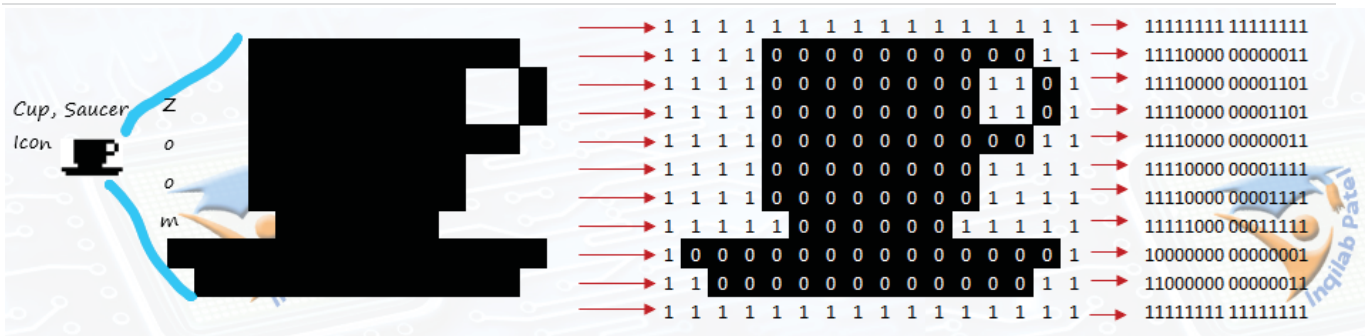 Cup, Saucer
Icon
Z
o
o
m
1 1 1 1 1 1 1 1 1 1 1 1 1 1 1 1 11111111 11111111
1 1 1 1 0 0 0 0 0 0 0 0 0 0 1 1 11110000 00000011
1 1 1 1 0 0 0 0 0 0 0 0 1 1 0 1 11110000 00001101
1 1 1 1 0 0 0 0 0 0 0 0 1 1 0 1 11110000 00001101
1 1 1 1 0 0 0 0 0 0 0 0 0 0 1 1 11110000 00000011
1 1 1 1 0 0 0 0 0 0 0 0 1 1 1 1 11110000 00001111
1 1 1 1 0 0 0 0 0 0 0 0 1 1 1 1 11110000 00001111
1 1 1 1 1 0 0 0 0 0 0 1 1 1 1 1 11111000 00011111
1 0 0 0 0 0 0 0 0 0 0 0 0 0 0 1 10000000 00000001
1 1 0 0 0 0 0 0 0 0 0 0 0 0 1 1 11000000 00000011
1 1 1 1 1 1 1 1 1 1 1 1 1 1 1 1 11111111 11111111
Inqilab Patel